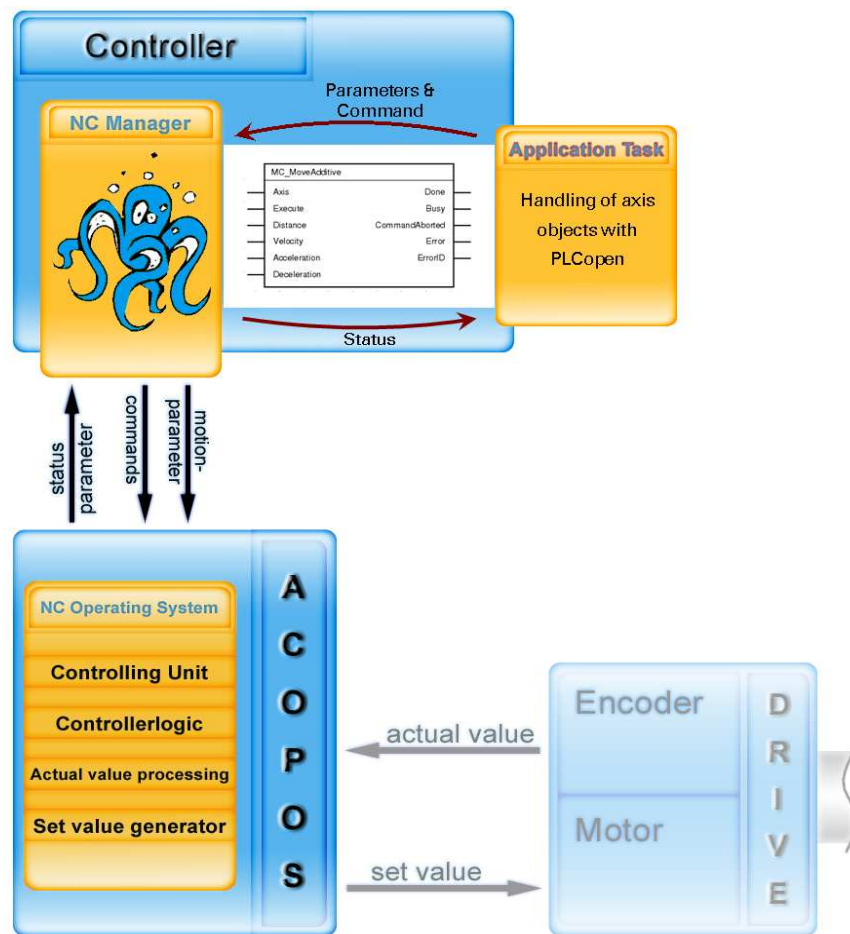 Controller
Parameters &
Command
NC Manager
Application Task
Handling of axis
objects with
PLCopen
MC_MoveAdditive
Axis
Done
Execute
Busy
Distance
CommandAborted
Velocity
Error
Acceleration
ErrorID
Deceleration
Status
status
parameter
commands
motion-
parameter
NC Operating System
Controlling Unit
Controllerlogic
Actual value processing
Set value generator
ACOPOS
actual value
set value
Encoder
Motor
DRIVE